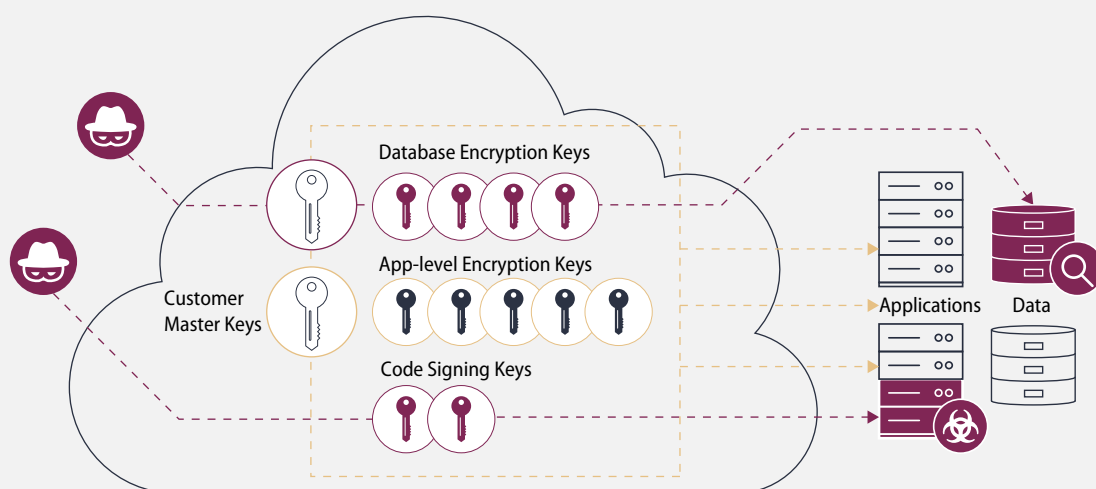 Database Encryption Keys
App-level Encryption Keys
Customer
Master Keys
Applications
Data
Code Signing Keys